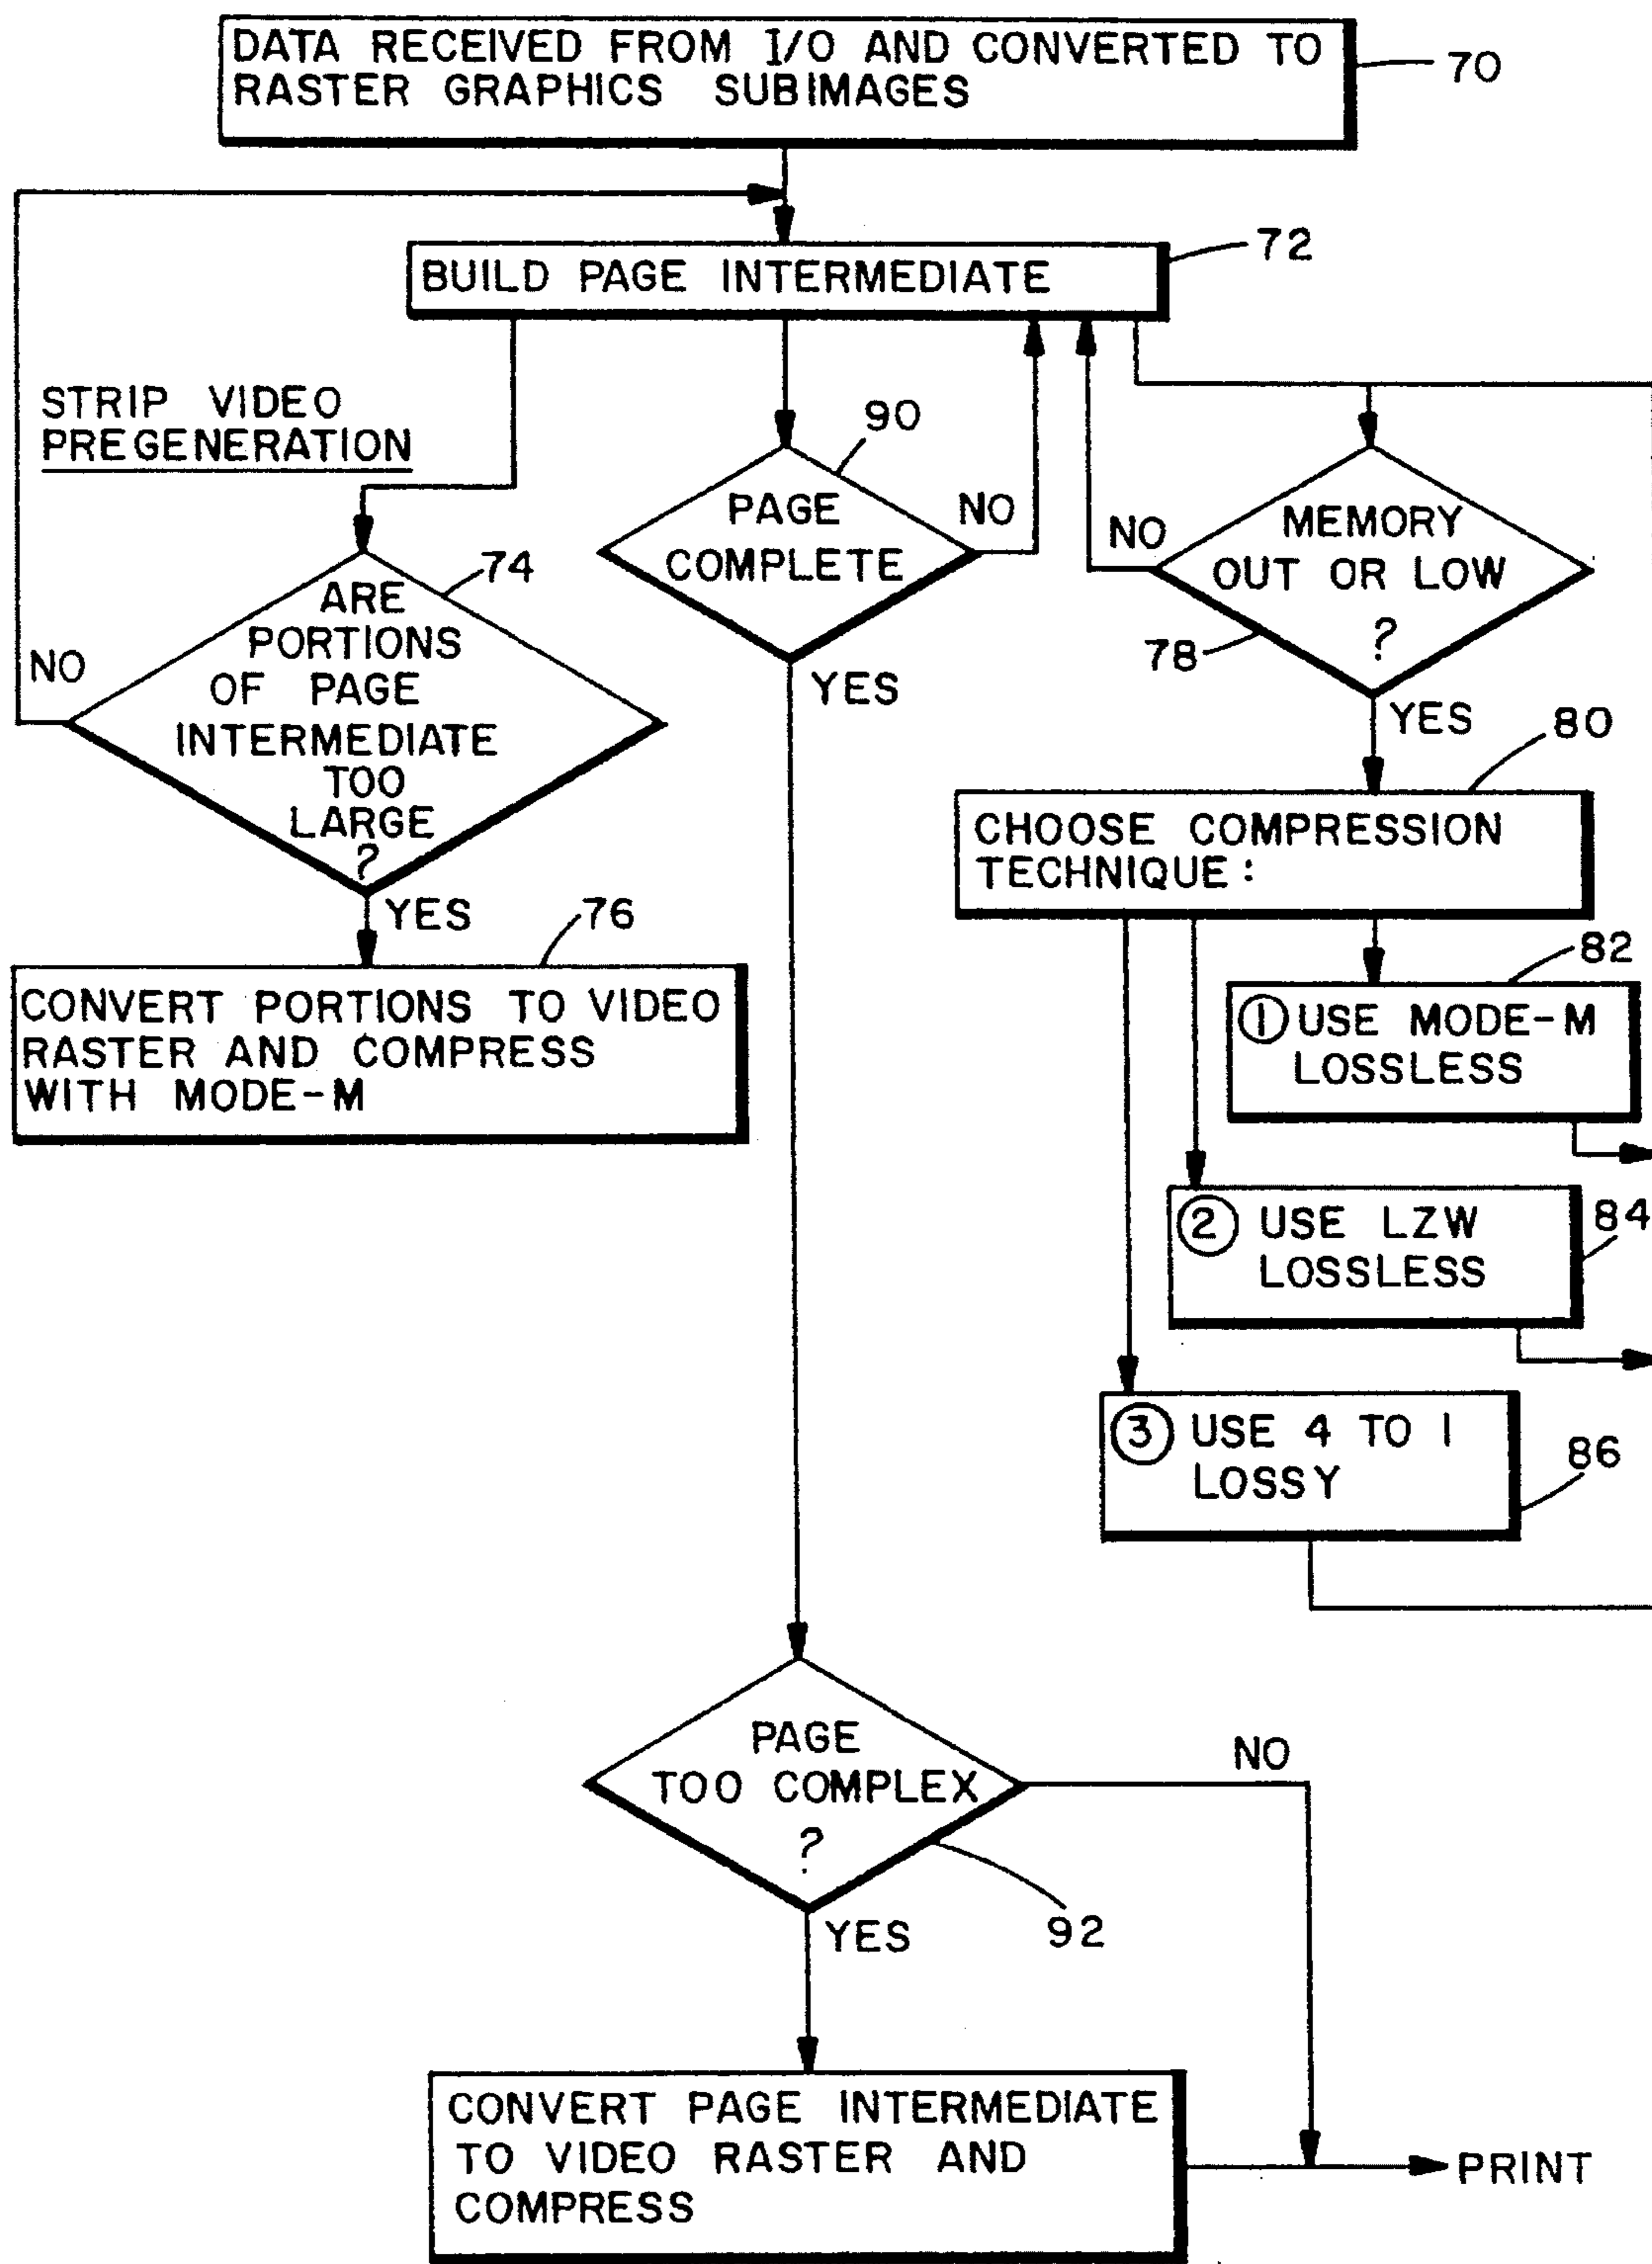 DATA RECEIVED FROM I/O AND CONVERTED TO
RASTER GRAPHICS SUBIMAGES
70
BUILD PAGE INTERMEDIATE
72
STRIP VIDEO
PREGENERATION
ARE
PORTIONS
OF PAGE
INTERMEDIATE
TOO
LARGE
?
74
NO
YES
CONVERT PORTIONS TO VIDEO
RASTER AND COMPRESS
WITH MODE-M
76
PAGE
COMPLETE
90
NO
YES
MEMORY
OUT OR LOW
?
78
NO
YES
CHOOSE COMPRESSION
TECHNIQUE:
80
1 USE MODE-M
LOSSLESS
82
2 USE LZW
LOSSLESS
84
3 USE 4 TO 1
LOSSY
86
PAGE
TOO COMPLEX
?
92
NO
YES
CONVERT PAGE INTERMEDIATE
TO VIDEO RASTER AND
COMPRESS
PRINT